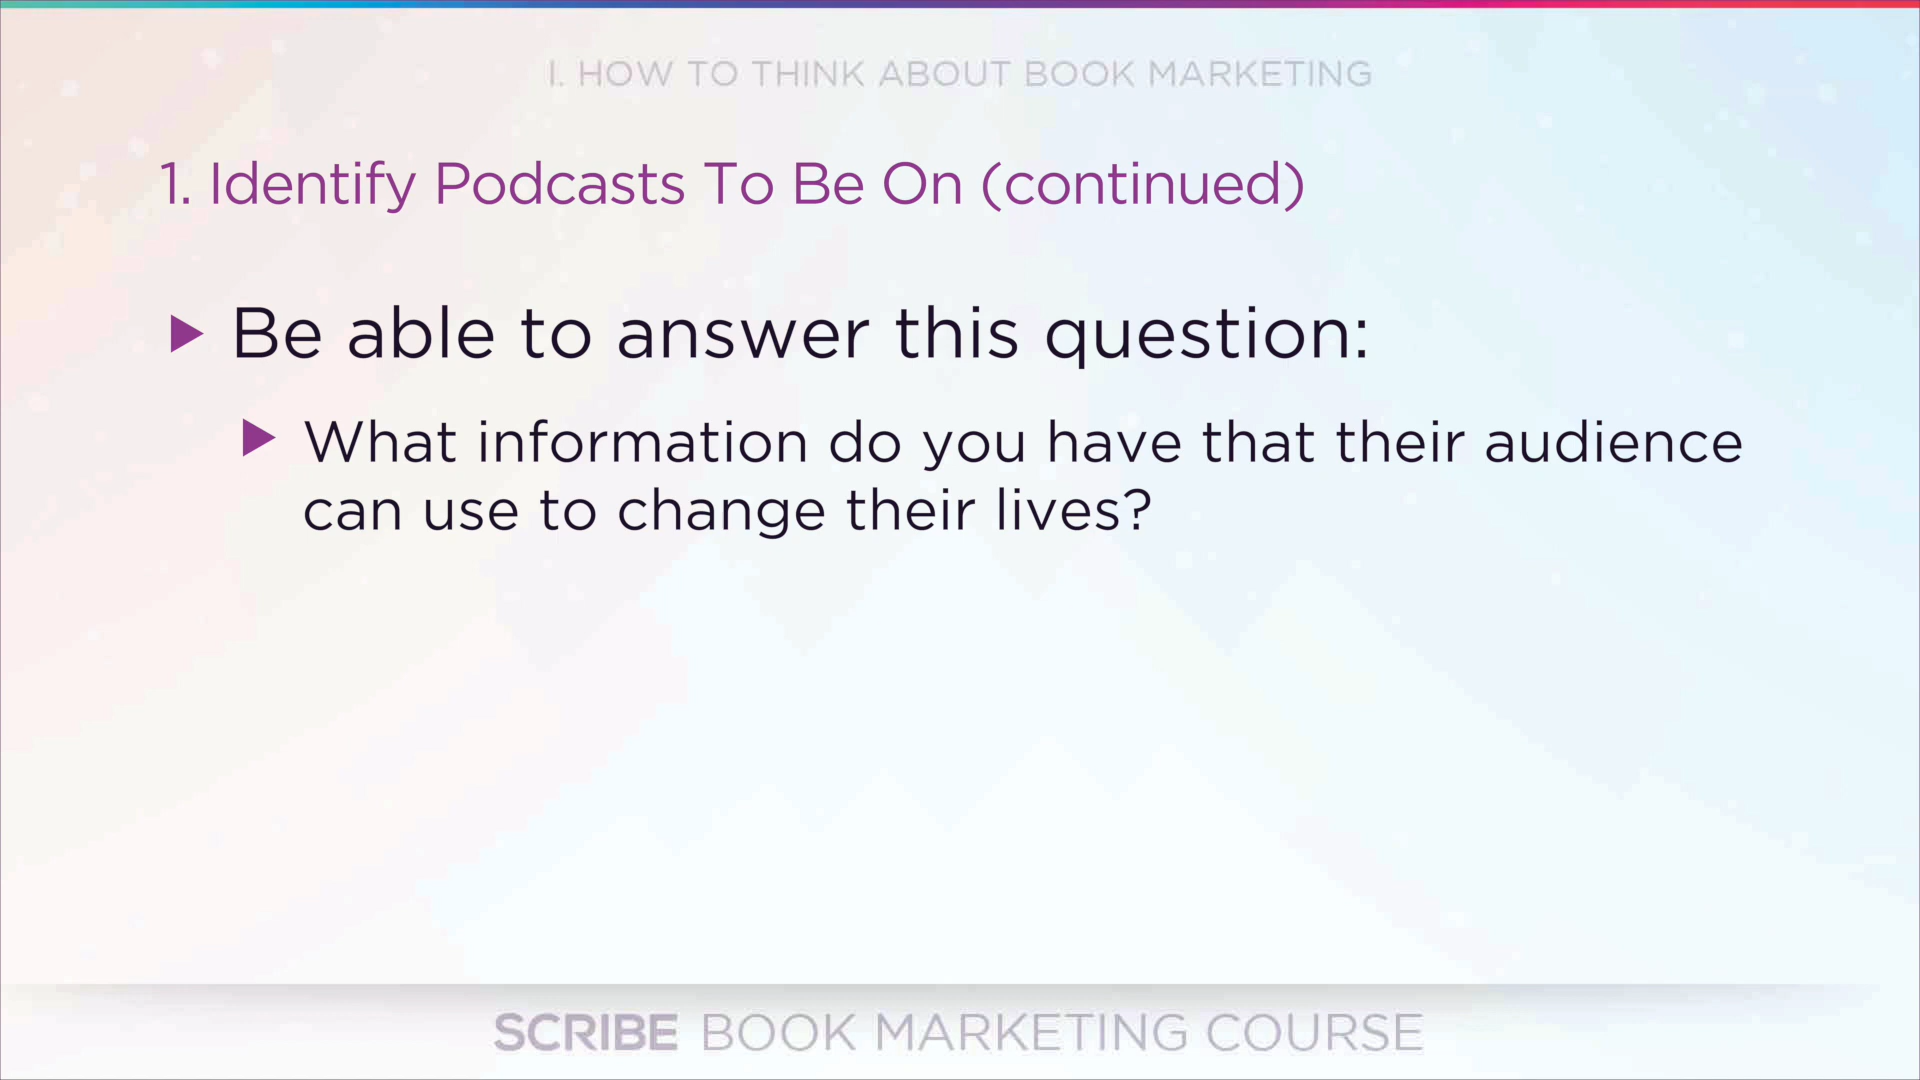 I. HOW TO THINK ABOUT BOOK MARKETING
1. Identify Podcasts To Be On (continued)
Be able to answer this question:
What information do you have that their audience
can use to change their lives?
SCRIBE BOOK MARKETING COURSE